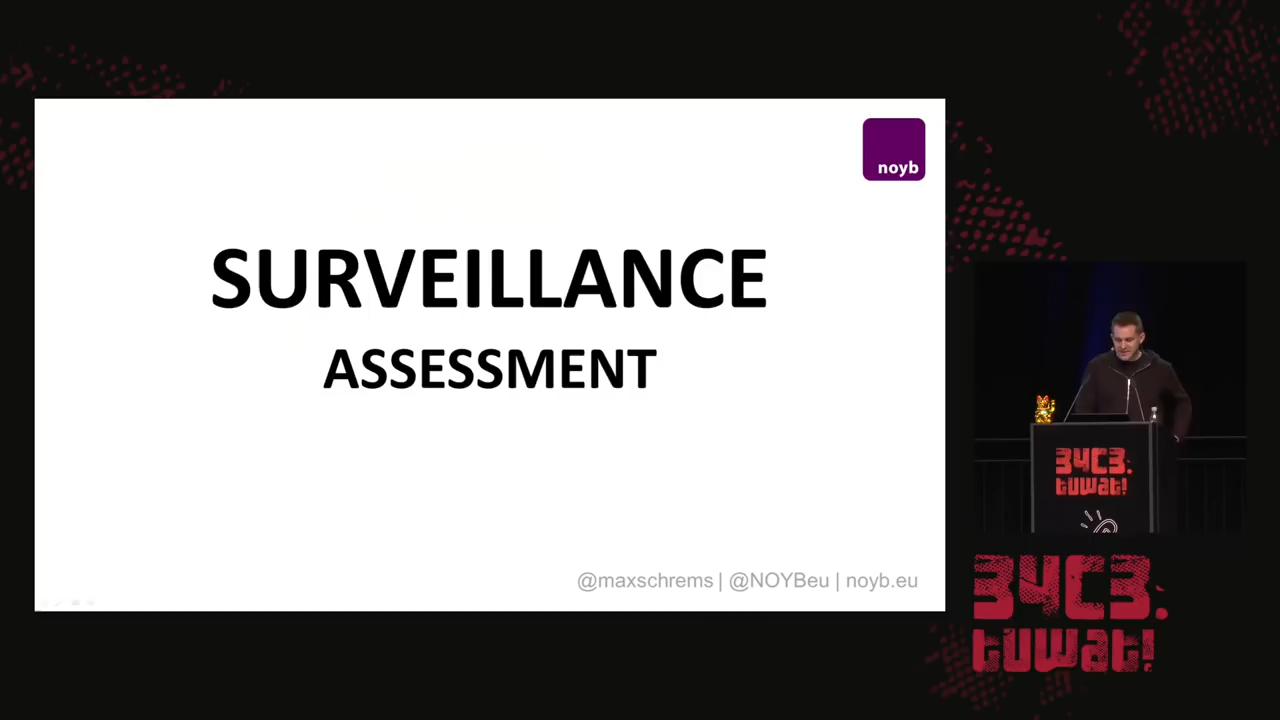 noyb
SURVEILLANCE
ASSESSMENT
@maxschrems | @NOYBeu | noyb.eu
34C3.
tuwat!
34C3.
tuwat!